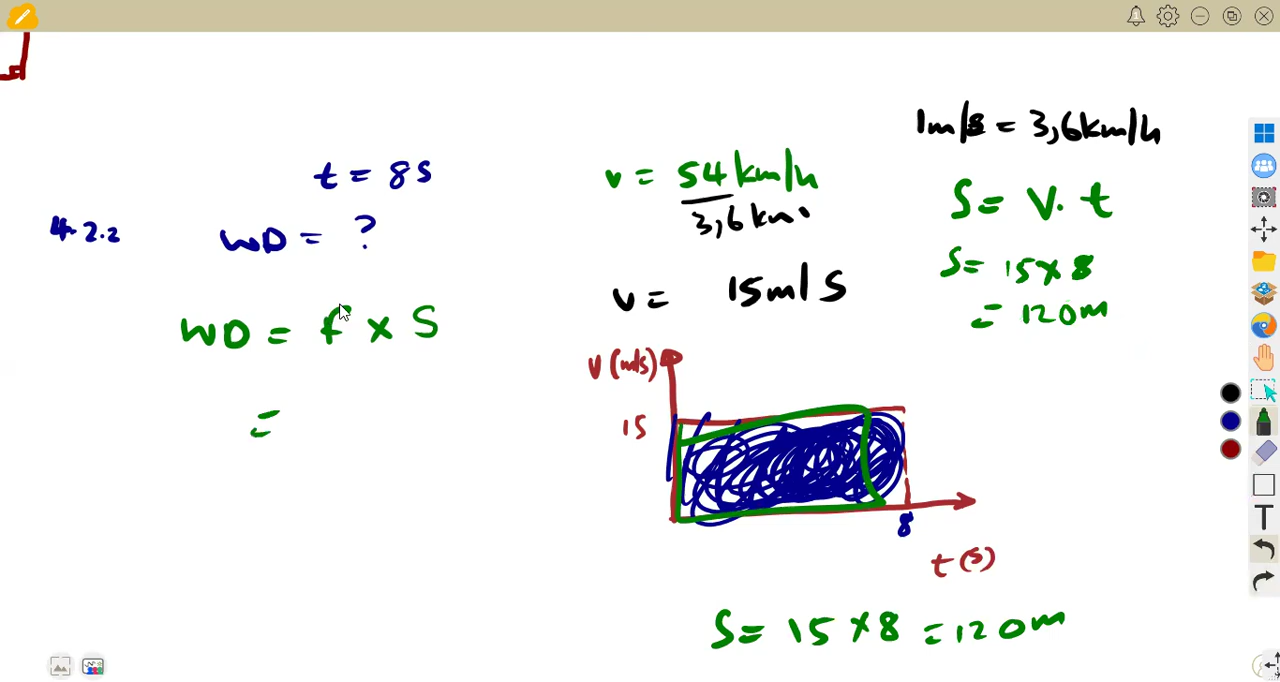 t = 8s
4.2.2
WD = ?
WD = f x S
=
v = 54km/h
3,6km
v = 15m/s
1m/s = 3,6km/h
S = v. t
S= 15x8
= 120m
V (m/s)
15
8
t (s)
S= 15 x8 =120m
T